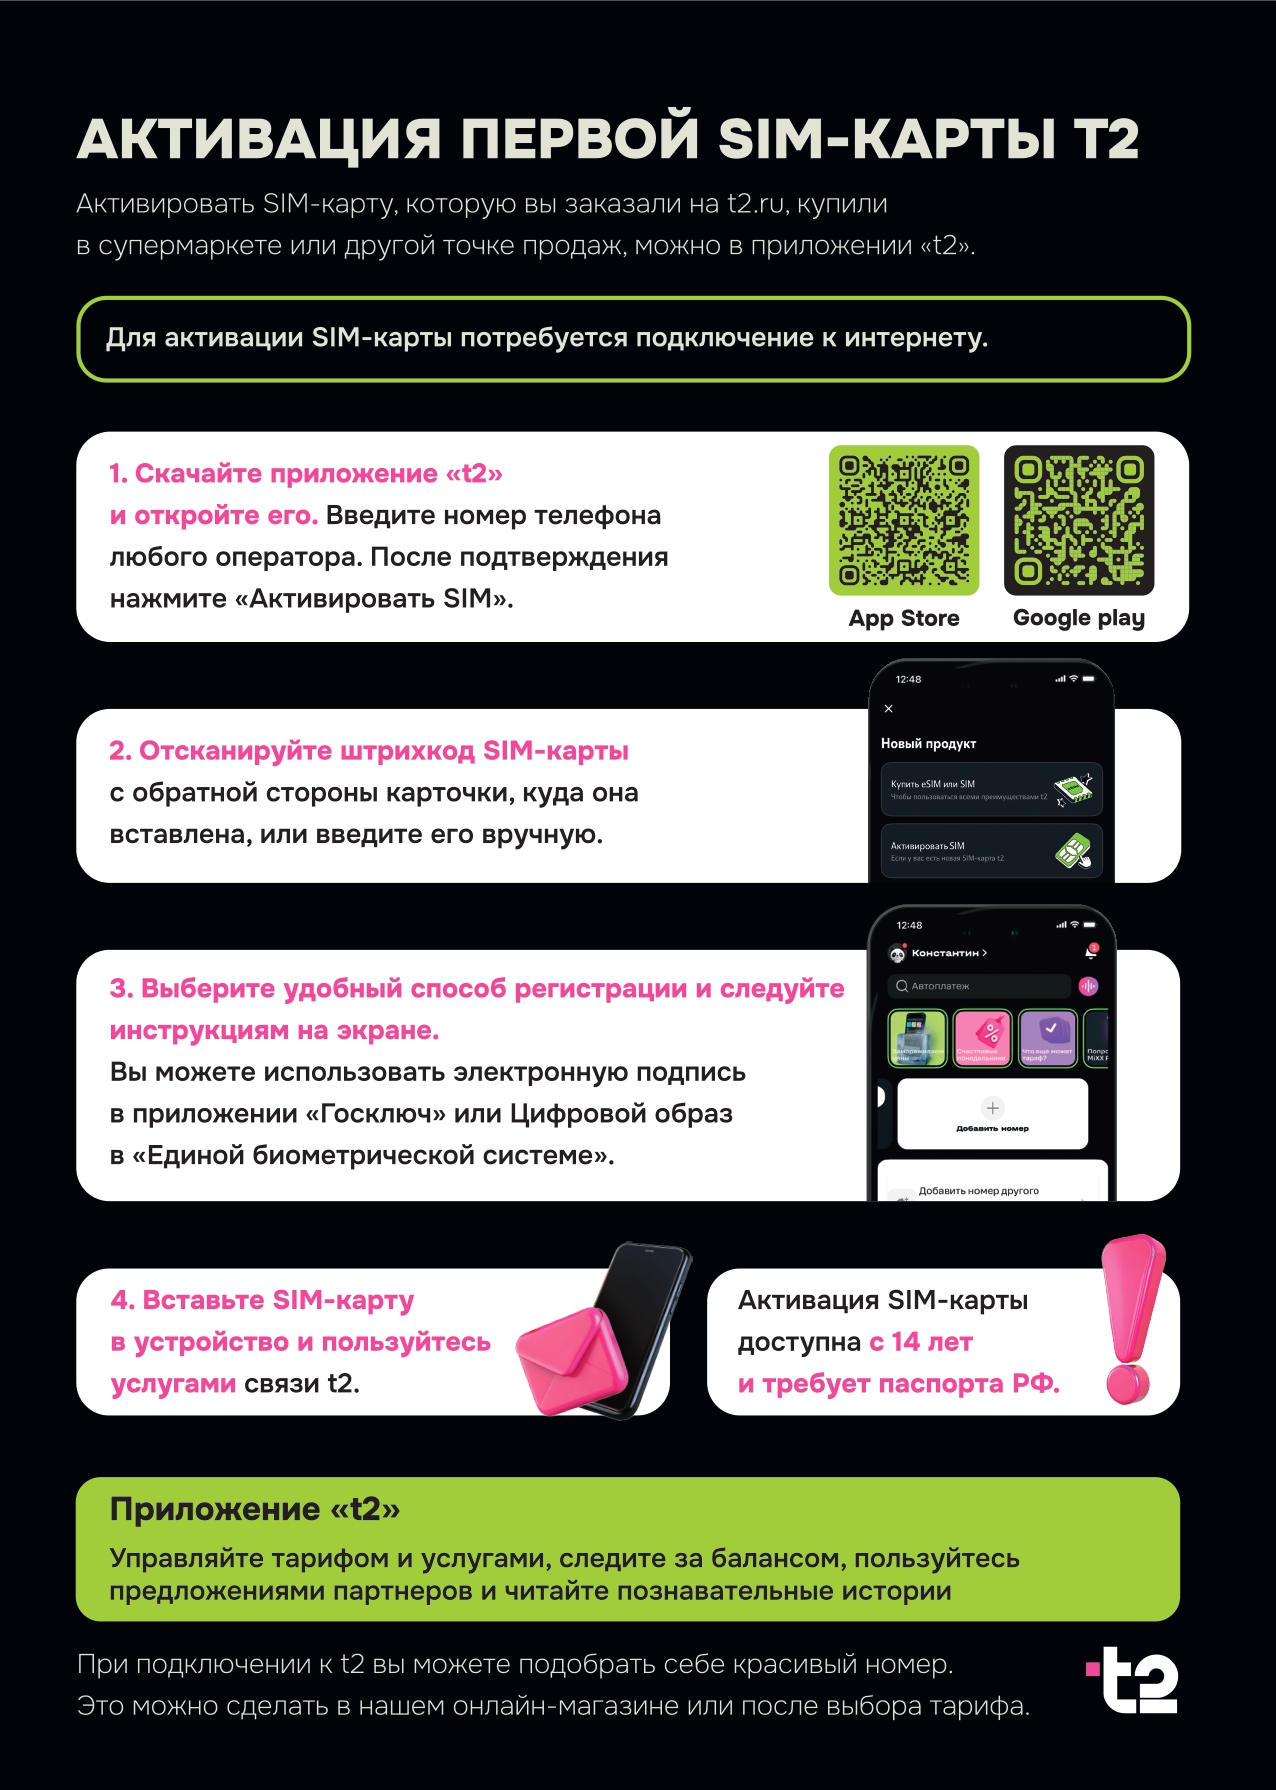 АКТИВАЦИЯ ПЕРВОЙ SIM-КАРТЫ T2
Активировать SIM-карту, которую вы заказали на t2.ru, купили
в супермаркете или другой точке продаж, можно в приложении «t2».
Для активации SIM-карты потребуется подключение к интернету.
1. Скачайте приложение «t2»
и откройте его. Введите номер телефона
любого оператора. После подтверждения
нажмите «Активировать SIM».
App Store
Google play
2. Отсканируйте штрихкод SIM-карты
с обратной стороны карточки, куда она
вставлена, или введите его вручную.
12:48
Новый продукт
Купить eSIM или SIM
Чтобы пользоваться всеми преимуществами t2
Активировать SIM
Если у вас есть новая SIM-карта t2
3. Выберите удобный способ регистрации и следуйте
инструкциям на экране.
Вы можете использовать электронную подпись
в приложении «Госключ» или Цифровой образ
в «Единой биометрической системе».
12:48
Константин
1
Автоплатеж
Счастливые
понедельники
Что еще может
тариф?
Добавить номер
Добавить номер другого
4. Вставьте SIM-карту
в устройство и пользуйтесь
услугами связи t2.
Активация SIM-карты
доступна с 14 лет
и требует паспорта РФ.
Приложение «t2»
Управляйте тарифом и услугами, следите за балансом, пользуйтесь
предложениями партнеров и читайте познавательные истории
При подключении к t2 вы можете подобрать себе красивый номер.
Это можно сделать в нашем онлайн-магазине или после выбора тарифа.
t2